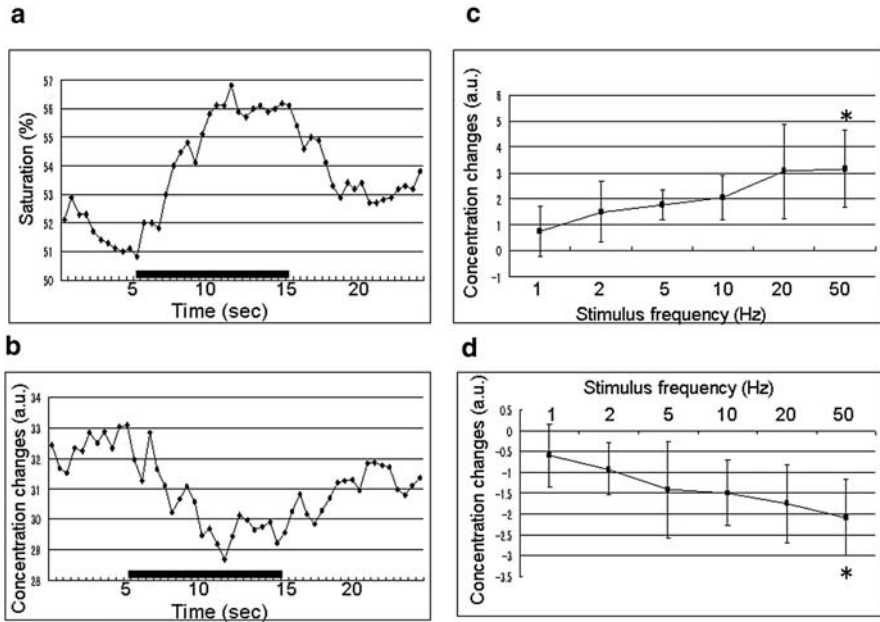 a
Saturation (%)
57
56
55
54
53
52
51
50
5 10 15 20
Time (sec)
b
Concentration changes (a.u.)
34
33
32
31
30
29
28
5 10 15 20
Time (sec)
c
Concentration changes (a.u.)
6
5
4
3
2
1
0
-1
*
1 2 5 10 20 50
Stimulus frequency (Hz)
d
Stimulus frequency (Hz)
1 2 5 10 20 50
Concentration changes (a.u.)
0.5
0
-0.5
-1
-1.5
-2
-2.5
-3
-3.5
*